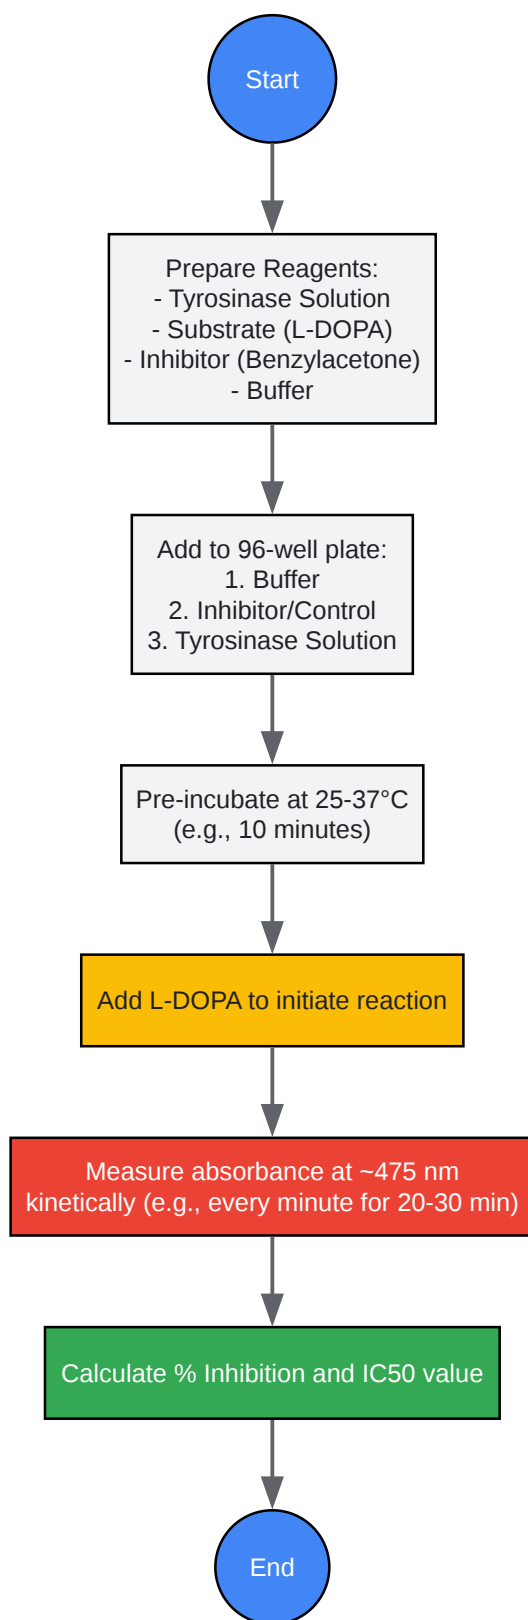 Start
Prepare Reagents:
- Tyrosinase Solution
- Substrate (L-DOPA)
- Inhibitor (Benzylacetone)
- Buffer
Add to 96-well plate:
1. Buffer
2. Inhibitor/Control
3. Tyrosinase Solution
Pre-incubate at 25-37°C
(e.g., 10 minutes)
Add L-DOPA to initiate reaction
Measure absorbance at ~475 nm
kinetically (e.g., every minute for 20-30 min)
Calculate % Inhibition and IC50 value
End